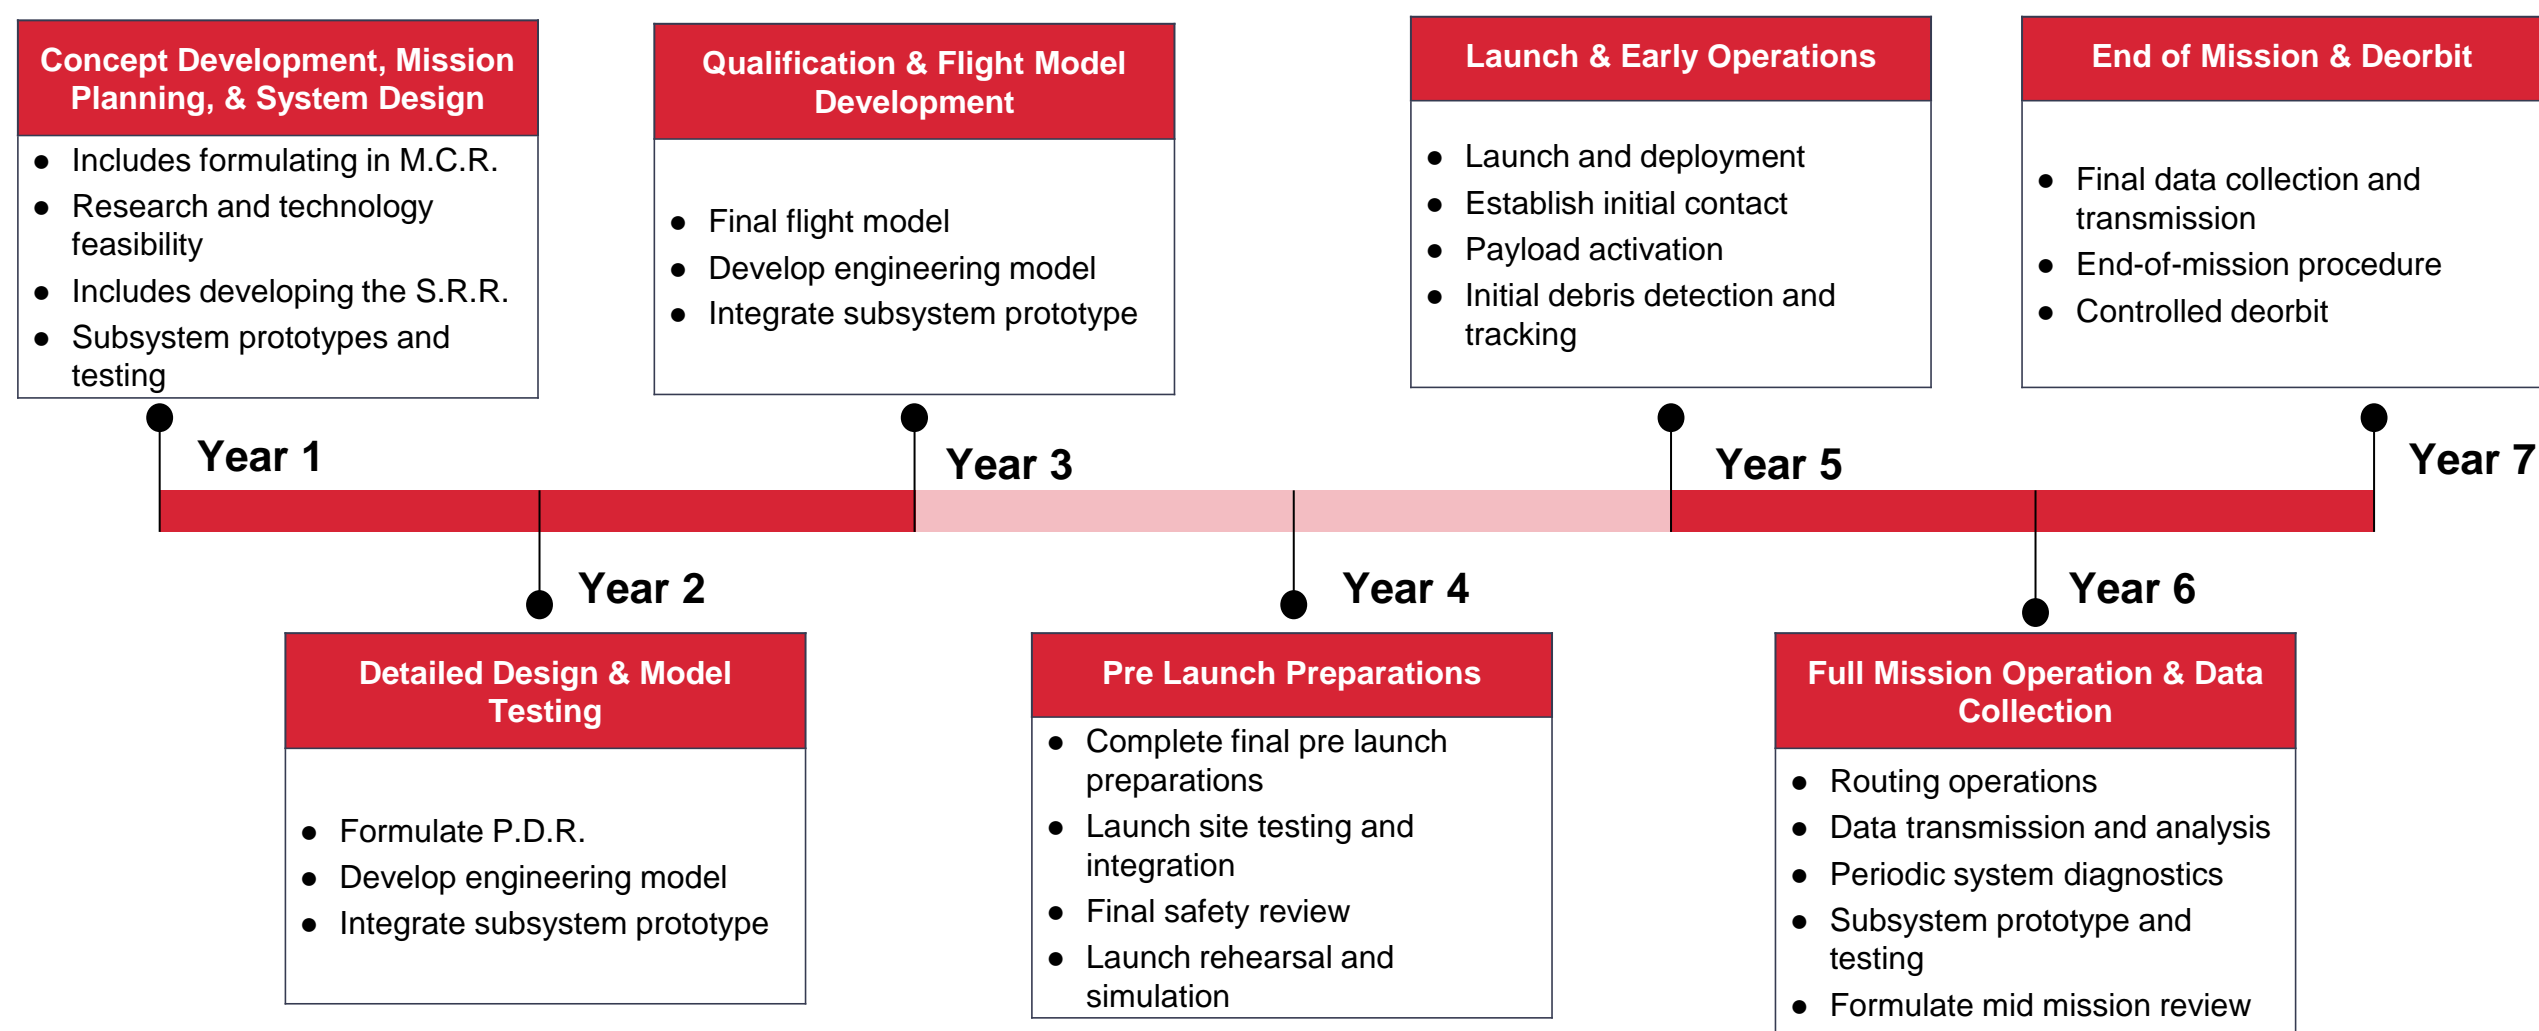 Concept Development, Mission
Planning, & System Design
● Includes formulating in M.C.R.
● Research and technology
feasibility
● Includes developing the S.R.R.
● Subsystem prototypes and
testing
Qualification & Flight Model
Development
● Final flight model
● Develop engineering model
● Integrate subsystem prototype
Launch & Early Operations
● Launch and deployment
● Establish initial contact
● Payload activation
● Initial debris detection and
tracking
End of Mission & Deorbit
● Final data collection and
transmission
● End-of-mission procedure
● Controlled deorbit
Year 1
Year 3
Year 5
Year 7
Year 2
Year 4
Year 6
Detailed Design & Model
Testing
● Formulate P.D.R.
● Develop engineering model
● Integrate subsystem prototype
Pre Launch Preparations
● Complete final pre launch
preparations
● Launch site testing and
integration
● Final safety review
● Launch rehearsal and
simulation
Full Mission Operation & Data
Collection
● Routing operations
● Data transmission and analysis
● Periodic system diagnostics
● Subsystem prototype and
testing
● Formulate mid mission review